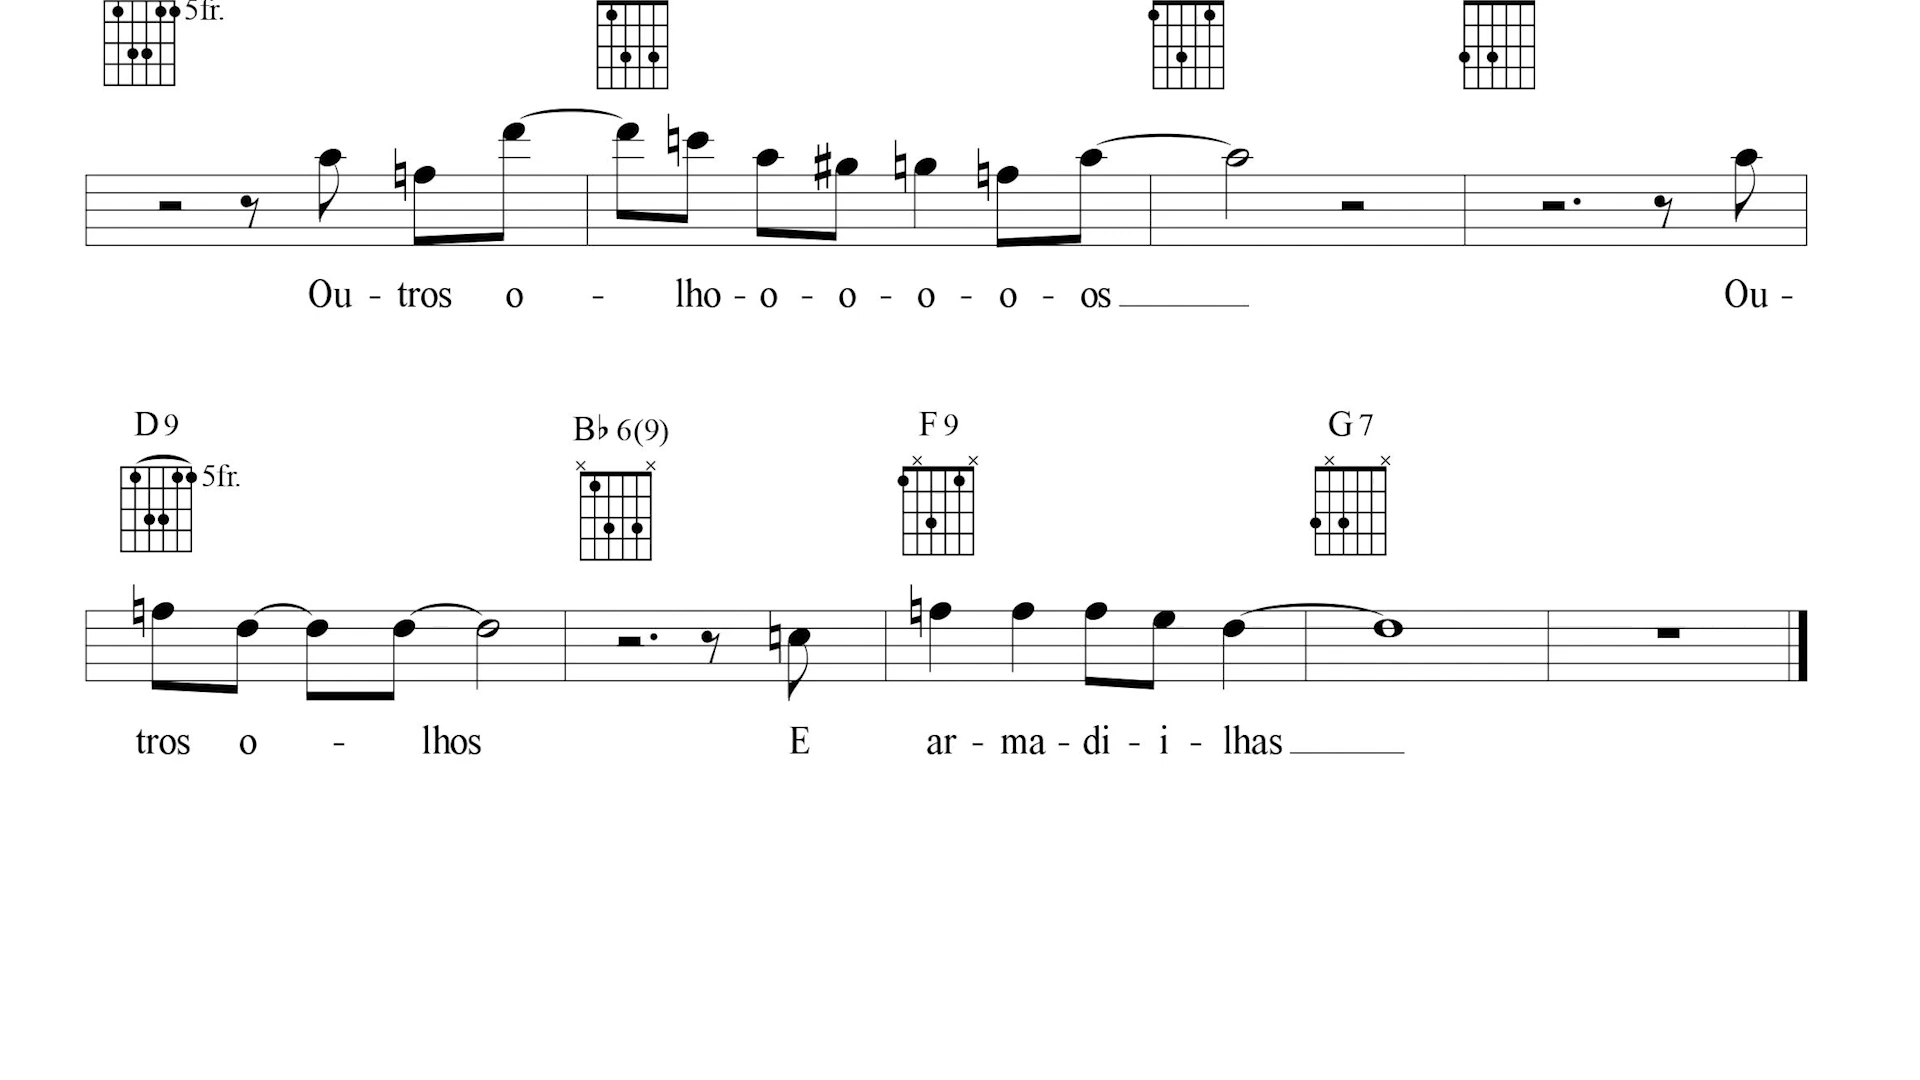 5fr.
Ou - tros o - lho - o - o - o - o - os
Ou -
D9 B♭6(9) F9 G7
5fr.
tros o - lhos E ar - ma - di - i - lhas